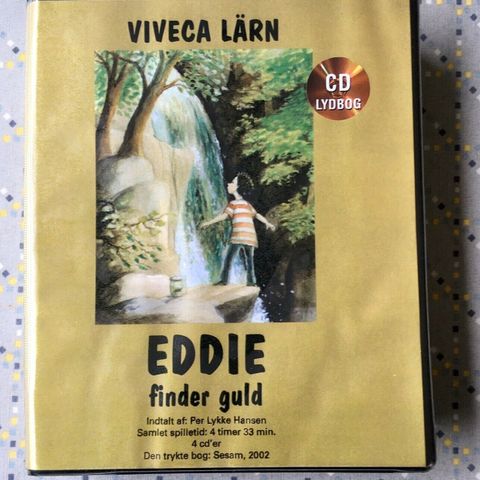 VIVECA LÄRN
CD
LYDBOG
EDDIE
finder guld
Indtalt af: Per Lykke Hansen
Samlet spilletid: 4 timer 33 min.
4 cd'er
Den trykte bog: Sesam, 2002